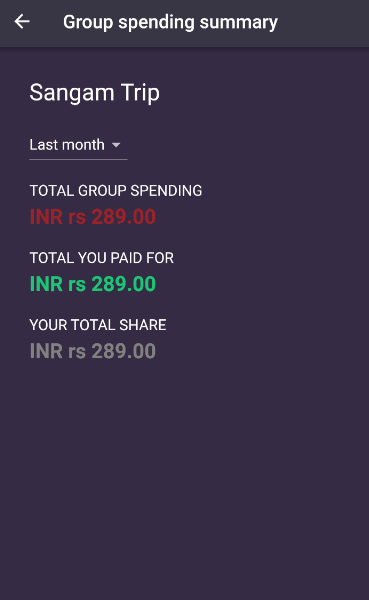 Group spending summary
Sangam Trip
Last month
TOTAL GROUP SPENDING
INR rs 289.00
TOTAL YOU PAID FOR
INR rs 289.00
YOUR TOTAL SHARE
INR rs 289.00